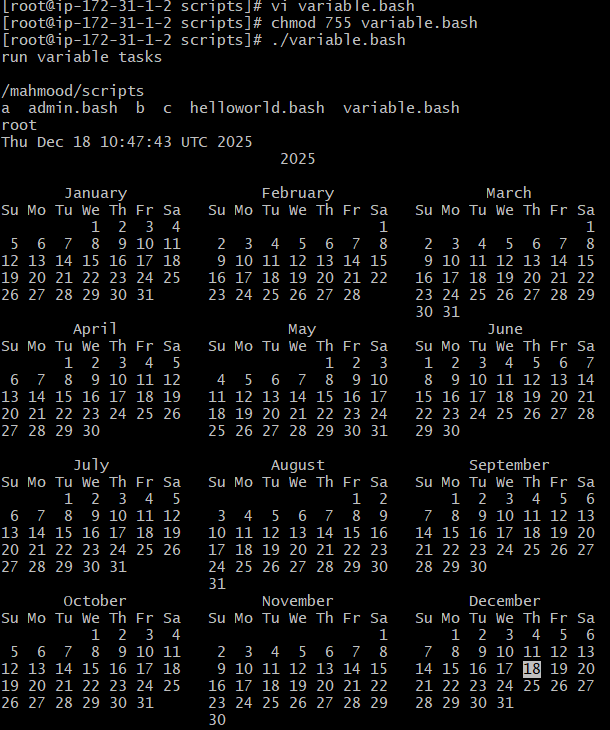 [root@ip-172-31-1-2 scripts]# vi variable.bash
[root@ip-172-31-1-2 scripts]# chmod 755 variable.bash
[root@ip-172-31-1-2 scripts]# ./variable.bash
run variable tasks

/mahmood/scripts
a  admin.bash  b  c  helloworld.bash  variable.bash
root
Thu Dec 18 10:47:43 UTC 2025
                               2025

       January               February                 March
Su Mo Tu We Th Fr Sa   Su Mo Tu We Th Fr Sa   Su Mo Tu We Th Fr Sa
          1  2  3  4                      1                      1
 5  6  7  8  9 10 11    2  3  4  5  6  7  8    2  3  4  5  6  7  8
12 13 14 15 16 17 18    9 10 11 12 13 14 15    9 10 11 12 13 14 15
19 20 21 22 23 24 25   16 17 18 19 20 21 22   16 17 18 19 20 21 22
26 27 28 29 30 31      23 24 25 26 27 28      23 24 25 26 27 28 29
                                              30 31
        April                   May                   June
Su Mo Tu We Th Fr Sa   Su Mo Tu We Th Fr Sa   Su Mo Tu We Th Fr Sa
       1  2  3  4  5                1  2  3    1  2  3  4  5  6  7
 6  7  8  9 10 11 12    4  5  6  7  8  9 10    8  9 10 11 12 13 14
13 14 15 16 17 18 19   11 12 13 14 15 16 17   15 16 17 18 19 20 21
20 21 22 23 24 25 26   18 19 20 21 22 23 24   22 23 24 25 26 27 28
27 28 29 30            25 26 27 28 29 30 31   29 30

        July                  August                September
Su Mo Tu We Th Fr Sa   Su Mo Tu We Th Fr Sa   Su Mo Tu We Th Fr Sa
       1  2  3  4  5                   1  2       1  2  3  4  5  6
 6  7  8  9 10 11 12    3  4  5  6  7  8  9    7  8  9 10 11 12 13
13 14 15 16 17 18 19   10 11 12 13 14 15 16   14 15 16 17 18 19 20
20 21 22 23 24 25 26   17 18 19 20 21 22 23   21 22 23 24 25 26 27
27 28 29 30 31         24 25 26 27 28 29 30   28 29 30
                       31
       October               November               December
Su Mo Tu We Th Fr Sa   Su Mo Tu We Th Fr Sa   Su Mo Tu We Th Fr Sa
          1  2  3  4                      1       1  2  3  4  5  6
 5  6  7  8  9 10 11    2  3  4  5  6  7  8    7  8  9 10 11 12 13
12 13 14 15 16 17 18    9 10 11 12 13 14 15   14 15 16 17 18 19 20
19 20 21 22 23 24 25   16 17 18 19 20 21 22   21 22 23 24 25 26 27
26 27 28 29 30 31      23 24 25 26 27 28 29   28 29 30 31
                       30